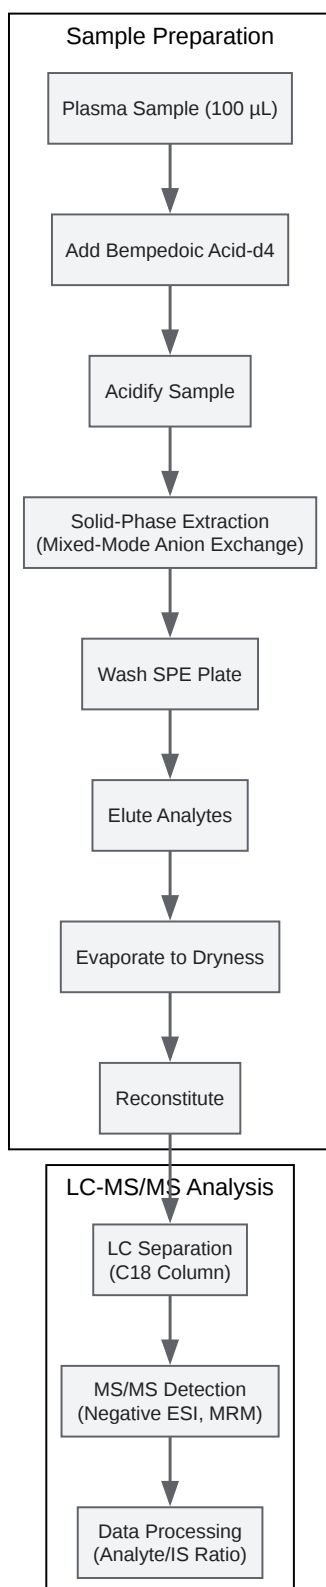 Sample Preparation
Plasma Sample (100 µL)
Add Bempedoic Acid-d4
Acidify Sample
Solid-Phase Extraction
(Mixed-Mode Anion Exchange)
Wash SPE Plate
Elute Analytes
Evaporate to Dryness
Reconstitute
LC-MS/MS Analysis
LC Separation
(C18 Column)
MS/MS Detection
(Negative ESI, MRM)
Data Processing
(Analyte/IS Ratio)